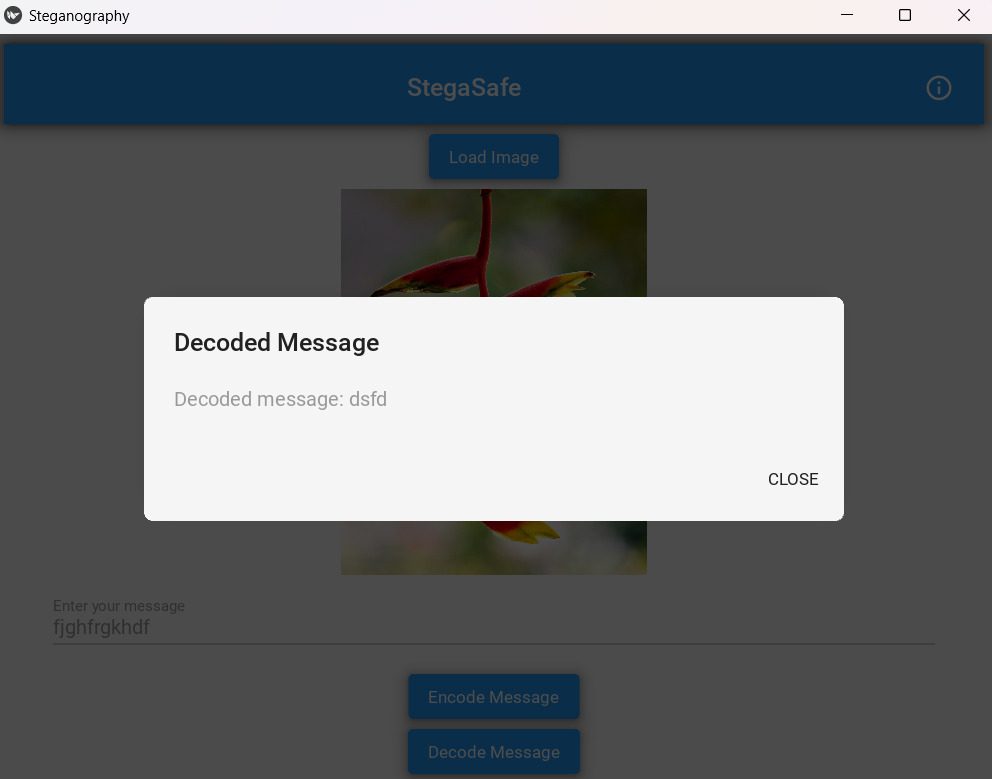 Steganography
StegaSafe
Load Image
Decoded Message
Decoded message: dsfd
CLOSE
Enter your message
fjghfrgkhdf
Encode Message
Decode Message